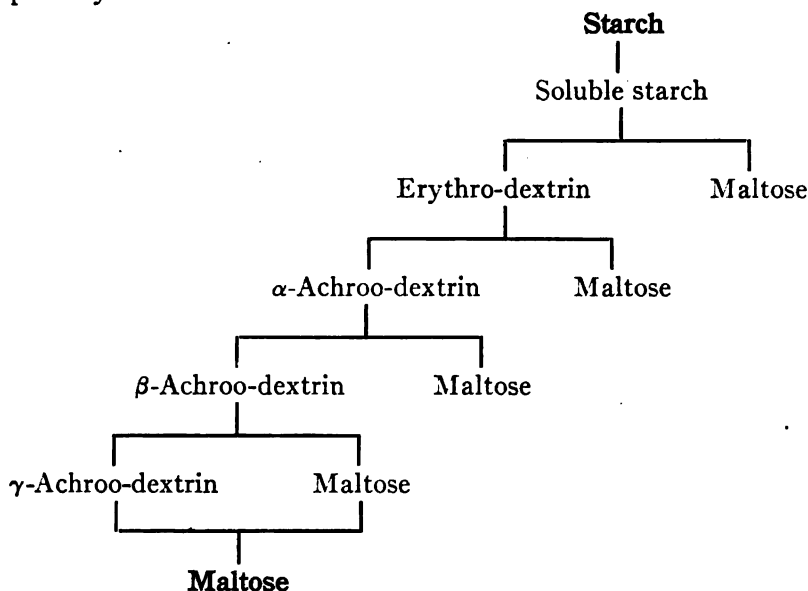 Starch
Soluble starch
Erythro-dextrin Maltose
α-Achroo-dextrin Maltose
β-Achroo-dextrin Maltose
γ-Achroo-dextrin Maltose
Maltose